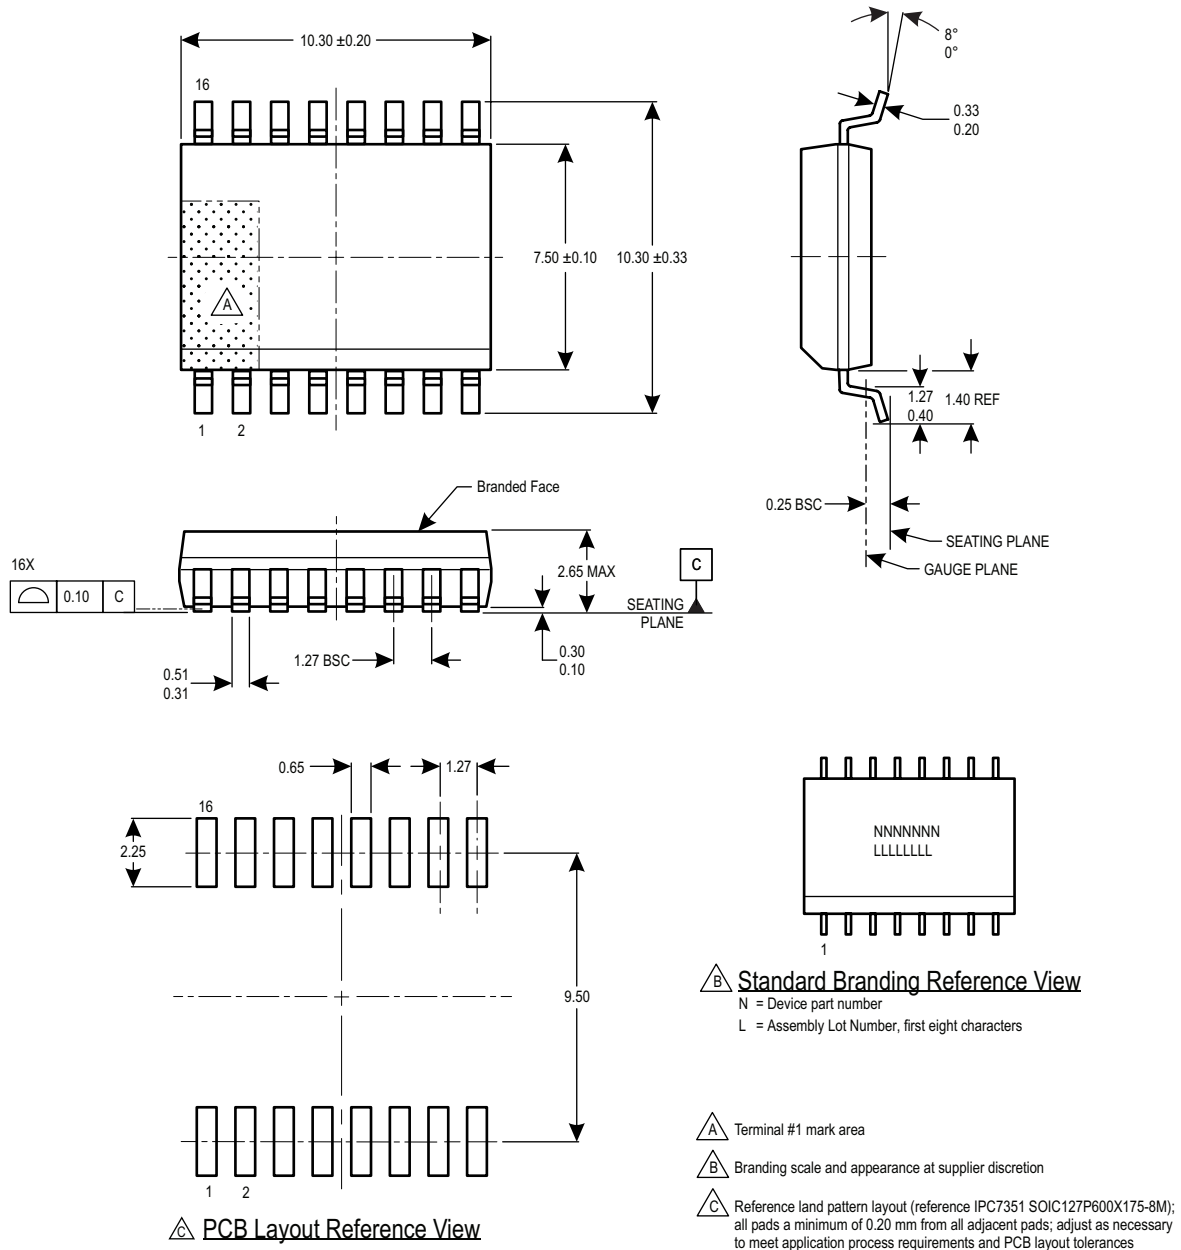 10.30 ±0.20
8°
0°
16
0.33
0.20
7.50 ±0.10
10.30 ±0.33
A
1.27
0.40
1.40 REF
1 2
0.25 BSC
SEATING PLANE
GAUGE PLANE
Branded Face
16X
0.10 C
2.65 MAX
C
SEATING
PLANE
1.27 BSC
0.30
0.10
0.51
0.31
0.65
1.27
16
2.25
9.50
1 2
C PCB Layout Reference View
NNNNNNN
LLLLLLLL
1
B Standard Branding Reference View
N = Device part number
L = Assembly Lot Number, first eight characters
A Terminal #1 mark area
B Branding scale and appearance at supplier discretion
C Reference land pattern layout (reference IPC7351 SOIC127P600X175-8M);
all pads a minimum of 0.20 mm from all adjacent pads; adjust as necessary
to meet application process requirements and PCB layout tolerances